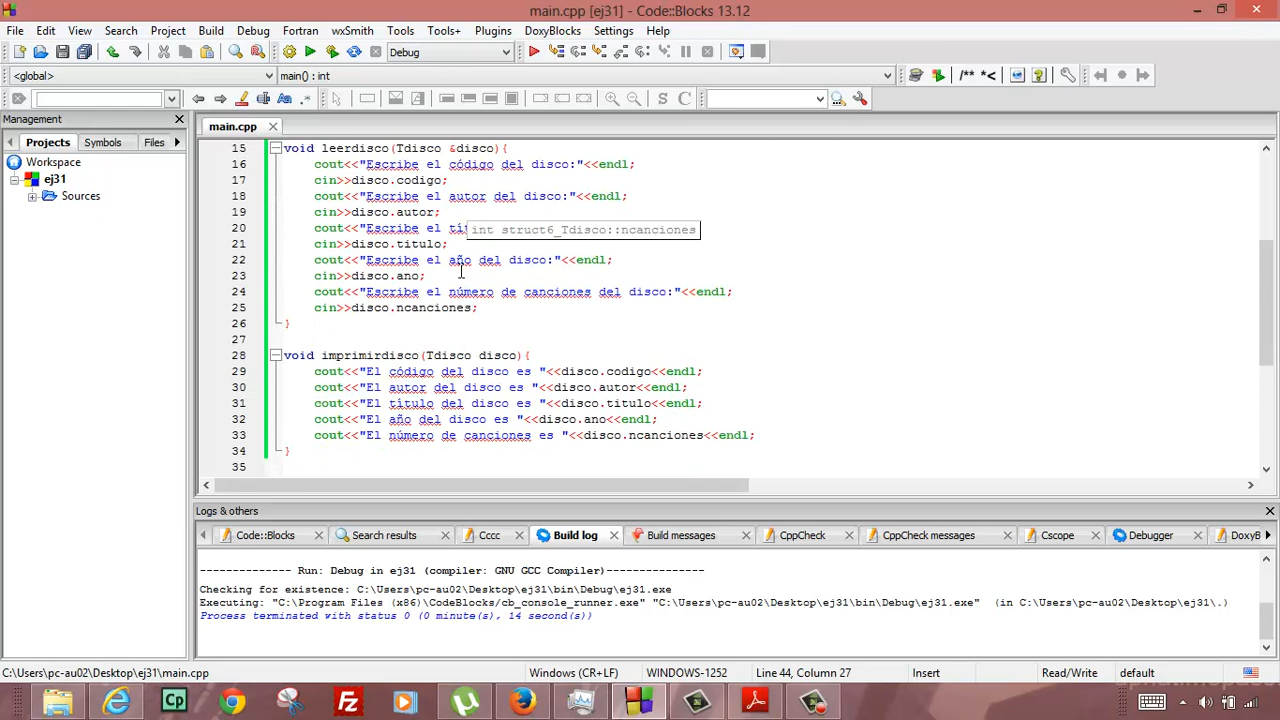 main.cpp [ej31] - Code::Blocks 13.12
File Edit View Search Project Build Debug Fortran wxSmith Tools Tools+ Plugins DoxyBlocks Settings Help
Debug
<global> main() : int /** *<
S C
Management main.cpp
Projects Symbols Files
Workspace
ej31
Sources
15 void leerdisco(Tdisco &disco){
16 cout<<"Escribe el código del disco:"<<endl;
17 cin>>disco.codigo;
18 cout<<"Escribe el autor del disco:"<<endl;
19 cin>>disco.autor;
20 cout<<"Escribe el tí int struct6_Tdisco::ncanciones
21 cin>>disco.titulo;
22 cout<<"Escribe el año del disco:"<<endl;
23 cin>>disco.ano;
24 cout<<"Escribe el número de canciones del disco:"<<endl;
25 cin>>disco.ncanciones;
26 }
27
28 void imprimirdisco(Tdisco disco){
29 cout<<"El código del disco es "<<disco.codigo<<endl;
30 cout<<"El autor del disco es "<<disco.autor<<endl;
31 cout<<"El título del disco es "<<disco.titulo<<endl;
32 cout<<"El año del disco es "<<disco.ano<<endl;
33 cout<<"El número de canciones es "<<disco.ncanciones<<endl;
34 }
35
Logs & others
Code::Blocks Search results Cccc Build log Build messages CppCheck CppCheck messages Cscope Debugger DoxyB
-------------- Run: Debug in ej31 (compiler: GNU GCC Compiler)---------------
Checking for existence: C:\Users\pc-au02\Desktop\ej31\bin\Debug\ej31.exe
Executing: "C:\Program Files (x86)\CodeBlocks/cb_console_runner.exe" "C:\Users\pc-au02\Desktop\ej31\bin\Debug\ej31.exe" (in C:\Users\pc-au02\Desktop\ej31\.)
Process terminated with status 0 (0 minute(s), 14 second(s))
C:\Users\pc-au02\Desktop\ej31\main.cpp Windows (CR+LF) WINDOWS-1252 Line 44, Column 27 Insert Read/Write default
Cp Fz